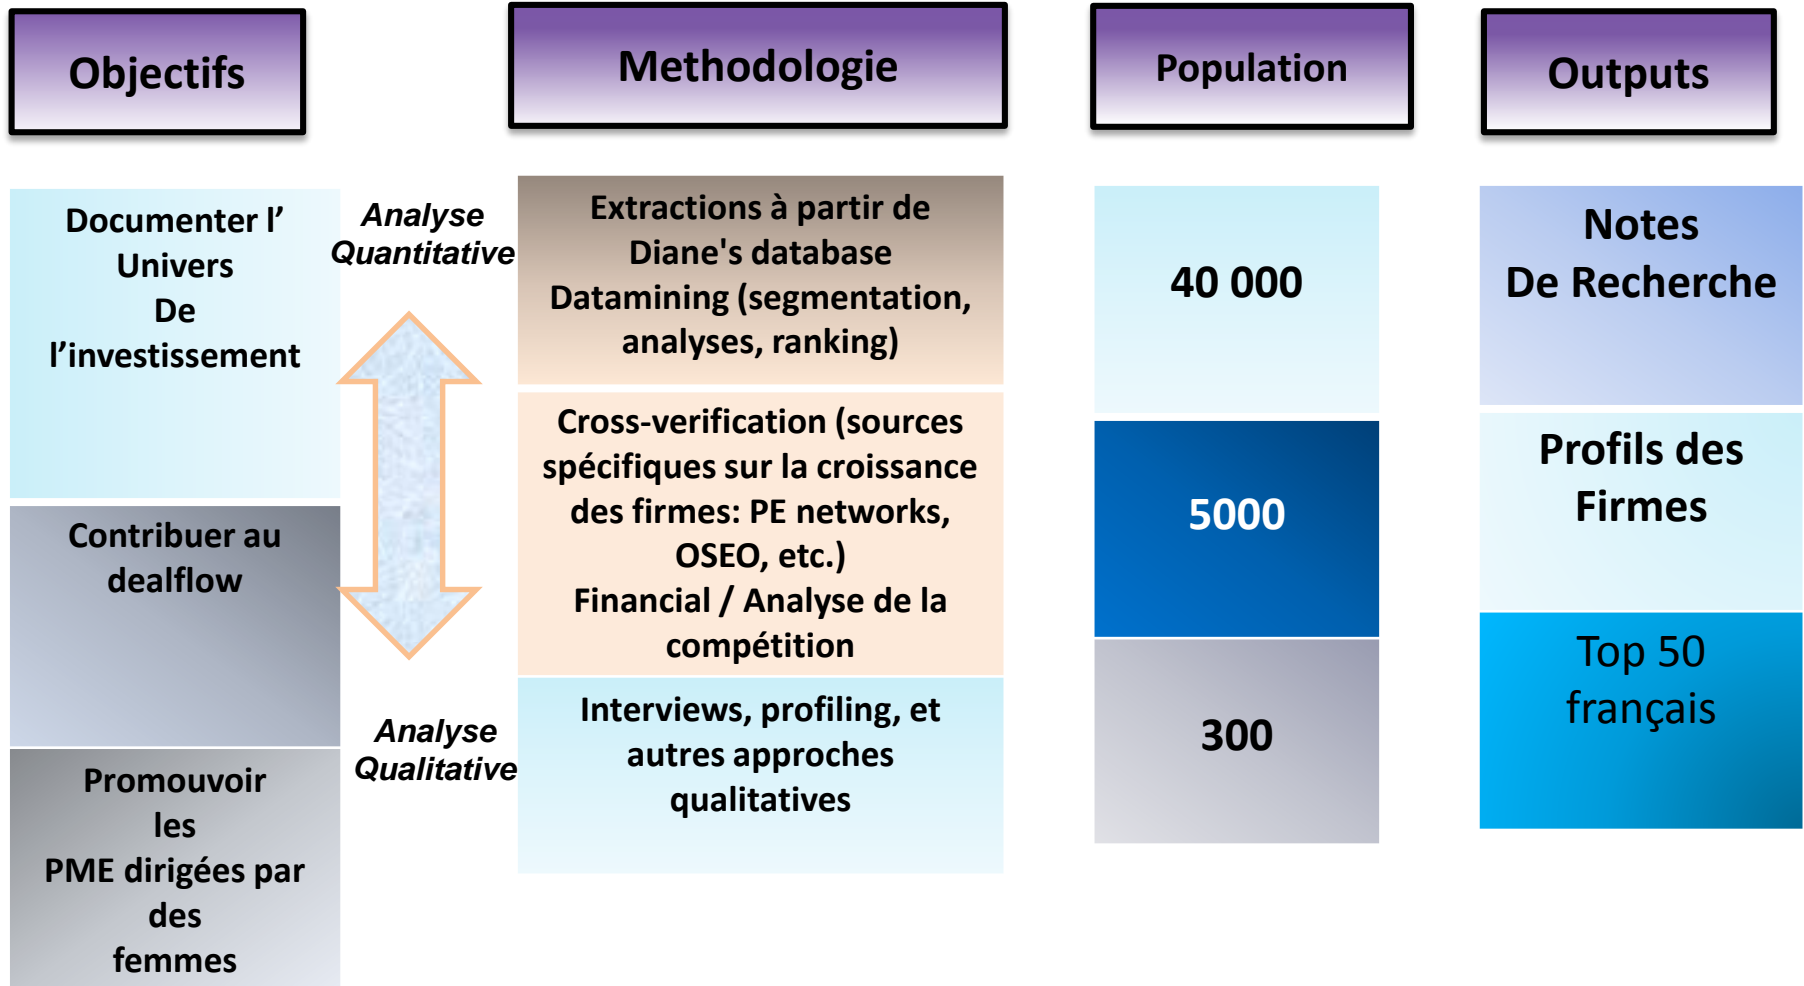 Objectifs
Methodologie
Population
Outputs
Documenter l’
Univers
De
l’investissement
Contribuer au
dealflow
Promouvoir
les
PME dirigées par
des
femmes
Analyse
Quantitative
Analyse
Qualitative
Extractions à partir de
Diane's database
Datamining (segmentation,
analyses, ranking)
Cross-verification (sources
spécifiques sur la croissance
des firmes: PE networks,
OSEO, etc.)
Financial / Analyse de la
compétition
Interviews, profiling, et
autres approches
qualitatives
40 000
5000
300
Notes
De Recherche
Profils des
Firmes
Top 50
français